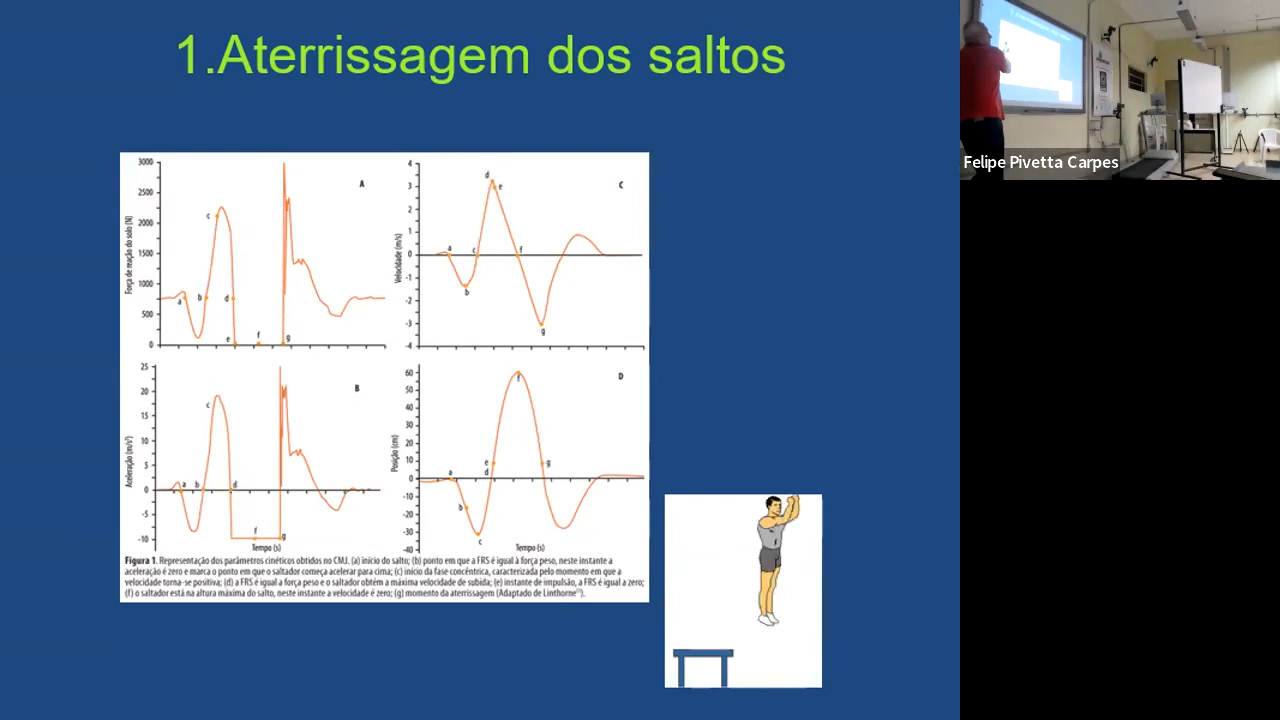 1.Aterrissagem dos saltos
Felipe Pivetta Carpes
Força de reação do solo (N)
3000
2500
2000
1500
1000
500
0
A
a
b
c
d
e
f
g
Velocidade (m/s)
4
3
2
1
0
-1
-2
-3
-4
C
a
b
c
d
e
f
g
Aceleração (m/s²)
25
20
15
10
5
0
-5
-10
B
a
b
c
d
f
g
Tempo (s)
Posição (cm)
60
50
40
30
20
10
0
-10
-20
-30
-40
D
a
b
c
d
e
f
g
Tempo (s)
Figura 1. Representação dos parâmetros cinéticos obtidos no CMJ. (a) início do salto; (b) ponto em que a FRS é igual à força peso, neste instante a
aceleração é zero e marca o ponto em que o saltador começa acelerar para cima; (c) início da fase concêntrica, caracterizada pelo momento em que a
velocidade torna-se positiva; (d) a FRS é igual a força peso e o saltador obtém a máxima velocidade de subida; (e) instante de impulsão, a FRS é igual a zero;
(f) o saltador está na altura máxima do salto, neste instante a velocidade é zero; (g) momento da aterrissagem (Adaptado de Linthorne).